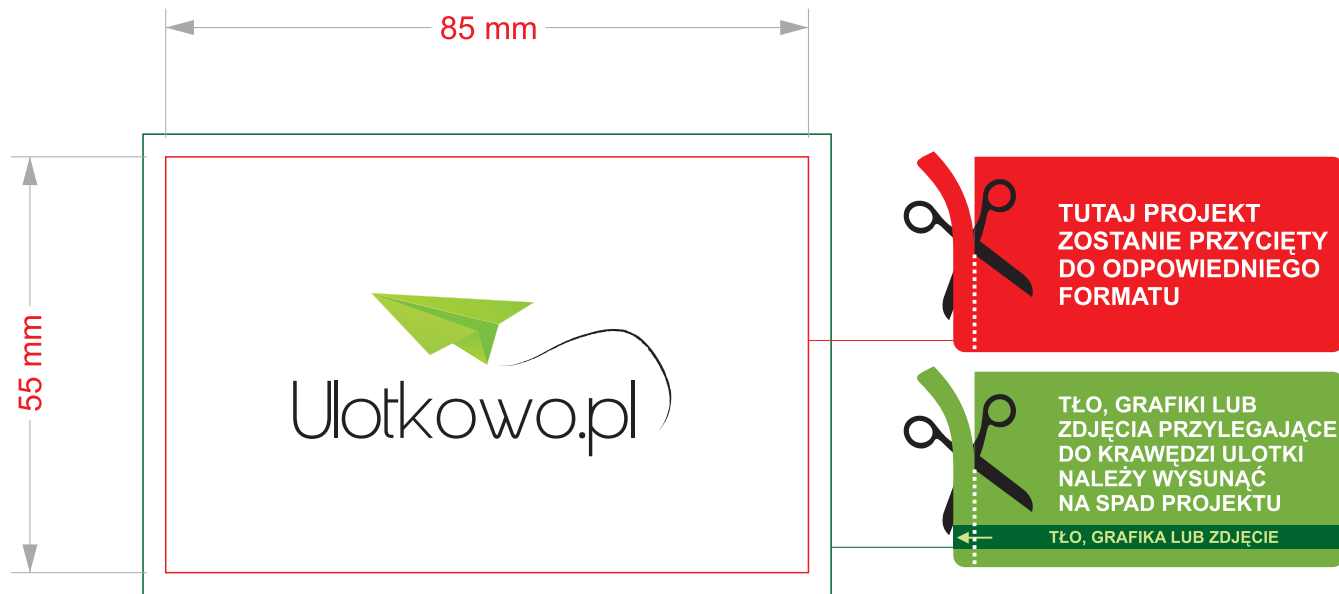 85 mm
55 mm
Ulotkowo.pl
TUTAJ PROJEKT
ZOSTANIE PRZYCIĘTY
DO ODPOWIEDNIEGO
FORMATU
TŁO, GRAFIKI LUB
ZDJĘCIA PRZYLEGAJĄCE
DO KRAWĘDZI ULOTKI
NALEŻY WYSUNĄĆ
NA SPAD PROJEKTU
TŁO, GRAFIKA LUB ZDJĘCIE